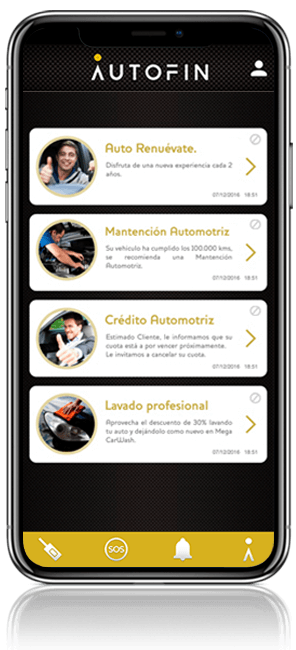 AUTOFIN
Auto Renuévate.
Disfruta de una nueva experiencia cada 2
años.
07/12/2016 18:51
Mantención Automotriz
Su vehículo ha cumplido los 100.000 kms,
se recomienda una Mantención
Automotriz.
07/12/2016 18:51
Crédito Automotriz
Estimado Cliente, le informamos que su
cuota está a por vencer próximamente.
Le invitamos a cancelar su cuota.
07/12/2016 18:51
Lavado profesional
Aprovecha el descuento de 30% lavando
tu auto y dejándolo como nuevo en Mega
CarWash.
07/12/2016 18:51
SOS